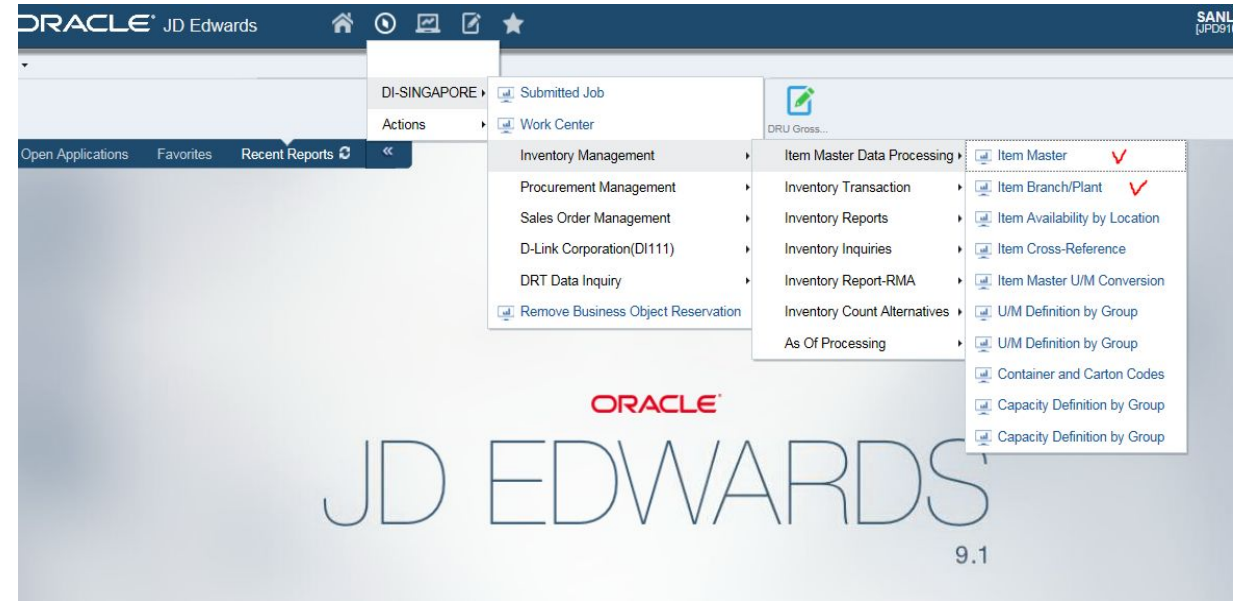 ORACLE JD Edwards
SANL
[JPD910
DI-SINGAPORE
Actions
Submitted Job
Work Center
Inventory Management
Procurement Management
Sales Order Management
D-Link Corporation(DI111)
DRT Data Inquiry
Remove Business Object Reservation
DRU Gross...
Open Applications Favorites Recent Reports
Item Master Data Processing
Inventory Transaction
Inventory Reports
Inventory Inquiries
Inventory Report-RMA
Inventory Count Alternatives
As Of Processing
Item Master
Item Branch/Plant
Item Availability by Location
Item Cross-Reference
Item Master U/M Conversion
U/M Definition by Group
U/M Definition by Group
Container and Carton Codes
Capacity Definition by Group
Capacity Definition by Group
ORACLE
JD EDWARDS
9.1